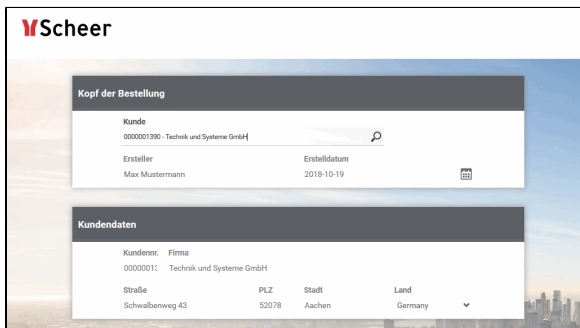 Scheer
Kopf der Bestellung
Kunde
0000001390 - Technik und Systeme GmbH
Ersteller Erstelldatum
Max Mustermann 2018-10-19
Kundendaten
Kundennr. Firma
0000001: Technik und Systeme GmbH
Straße PLZ Stadt Land
Schwalbenweg 43 52078 Aachen Germany